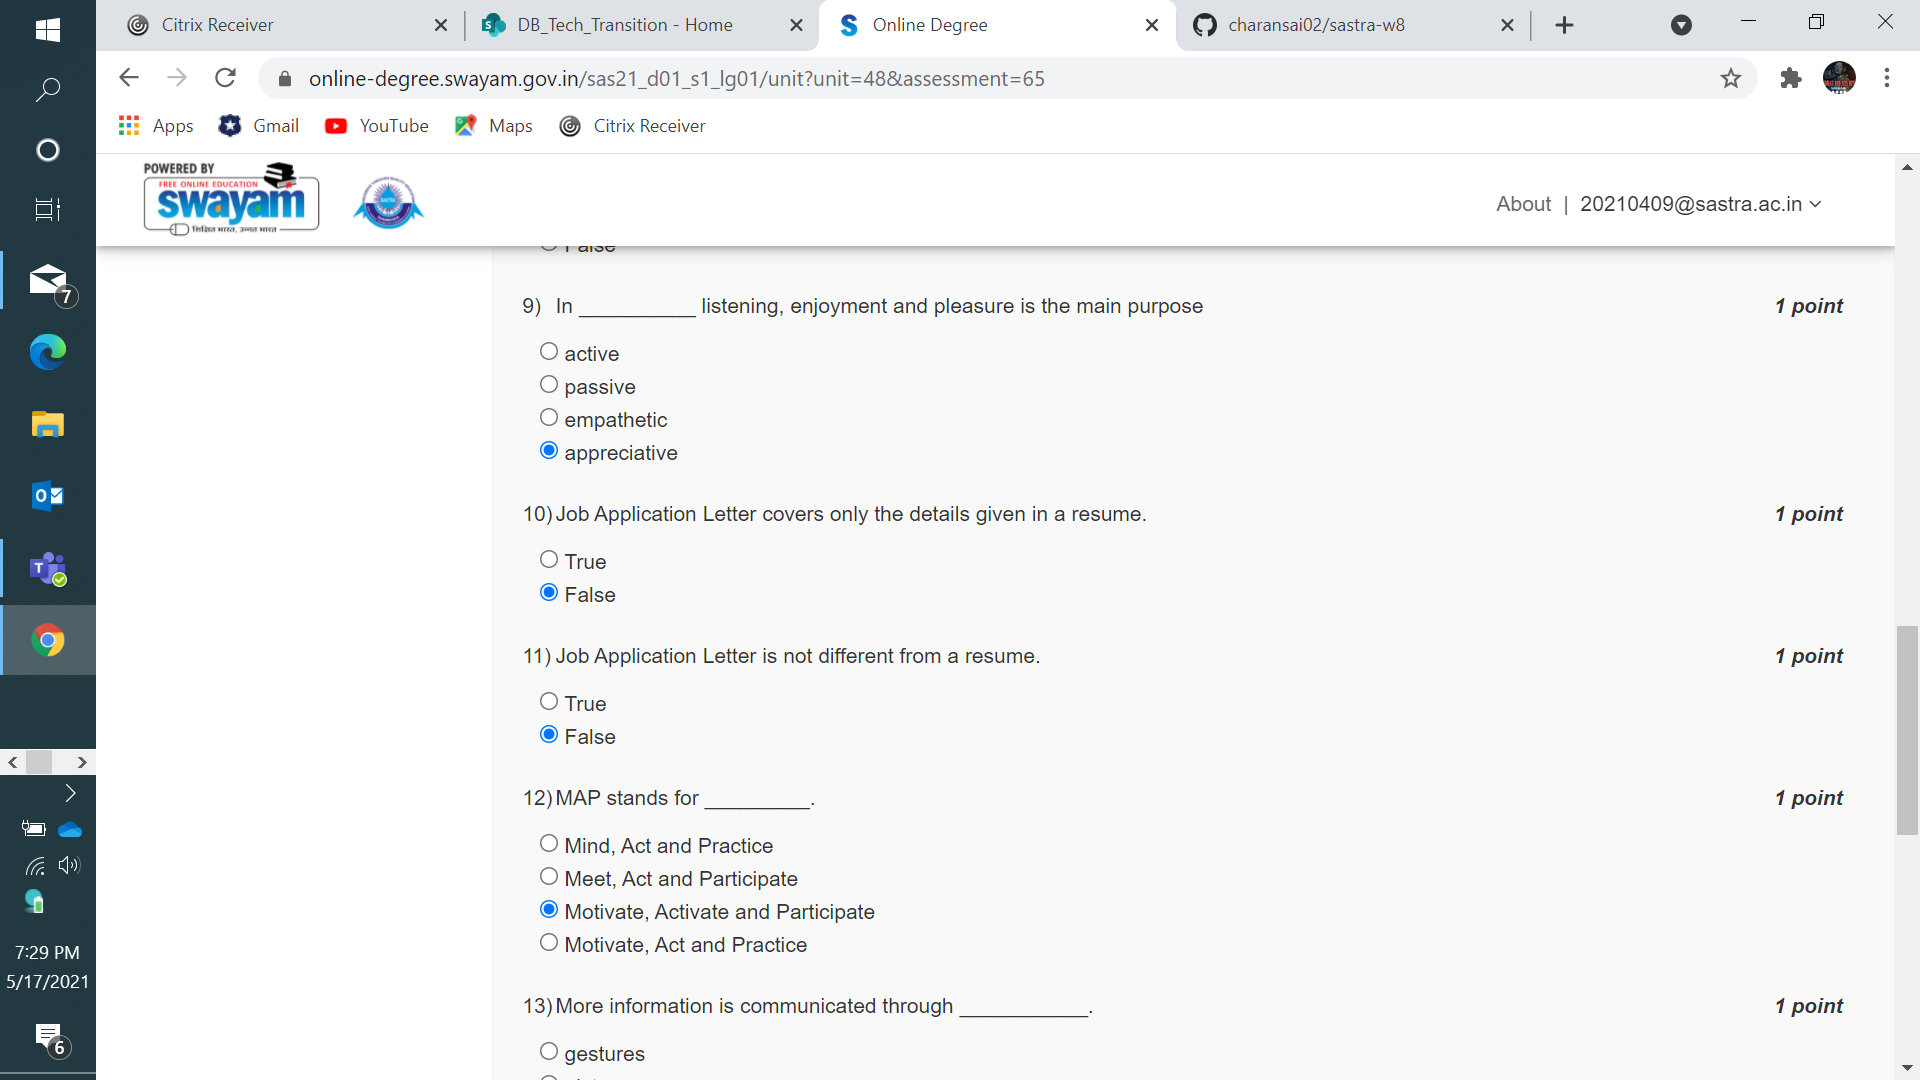 Citrix Receiver
DB_Tech_Transition - Home
Online Degree
charansai02/sastra-w8
online-degree.swayam.gov.in/sas21_d01_s1_lg01/unit?unit=48&assessment=65
Apps
Gmail
YouTube
Maps
Citrix Receiver
POWERED BY
FREE ONLINE EDUCATION
swayam
शिक्षित भारत, उन्नत भारत
About | 20210409@sastra.ac.in
False
9) In __________ listening, enjoyment and pleasure is the main purpose
1 point
active
passive
empathetic
appreciative
10) Job Application Letter covers only the details given in a resume.
1 point
True
False
11) Job Application Letter is not different from a resume.
1 point
True
False
12) MAP stands for _________.
1 point
Mind, Act and Practice
Meet, Act and Participate
Motivate, Activate and Participate
Motivate, Act and Practice
13) More information is communicated through ___________.
1 point
gestures
7
7:29 PM
5/17/2021
6